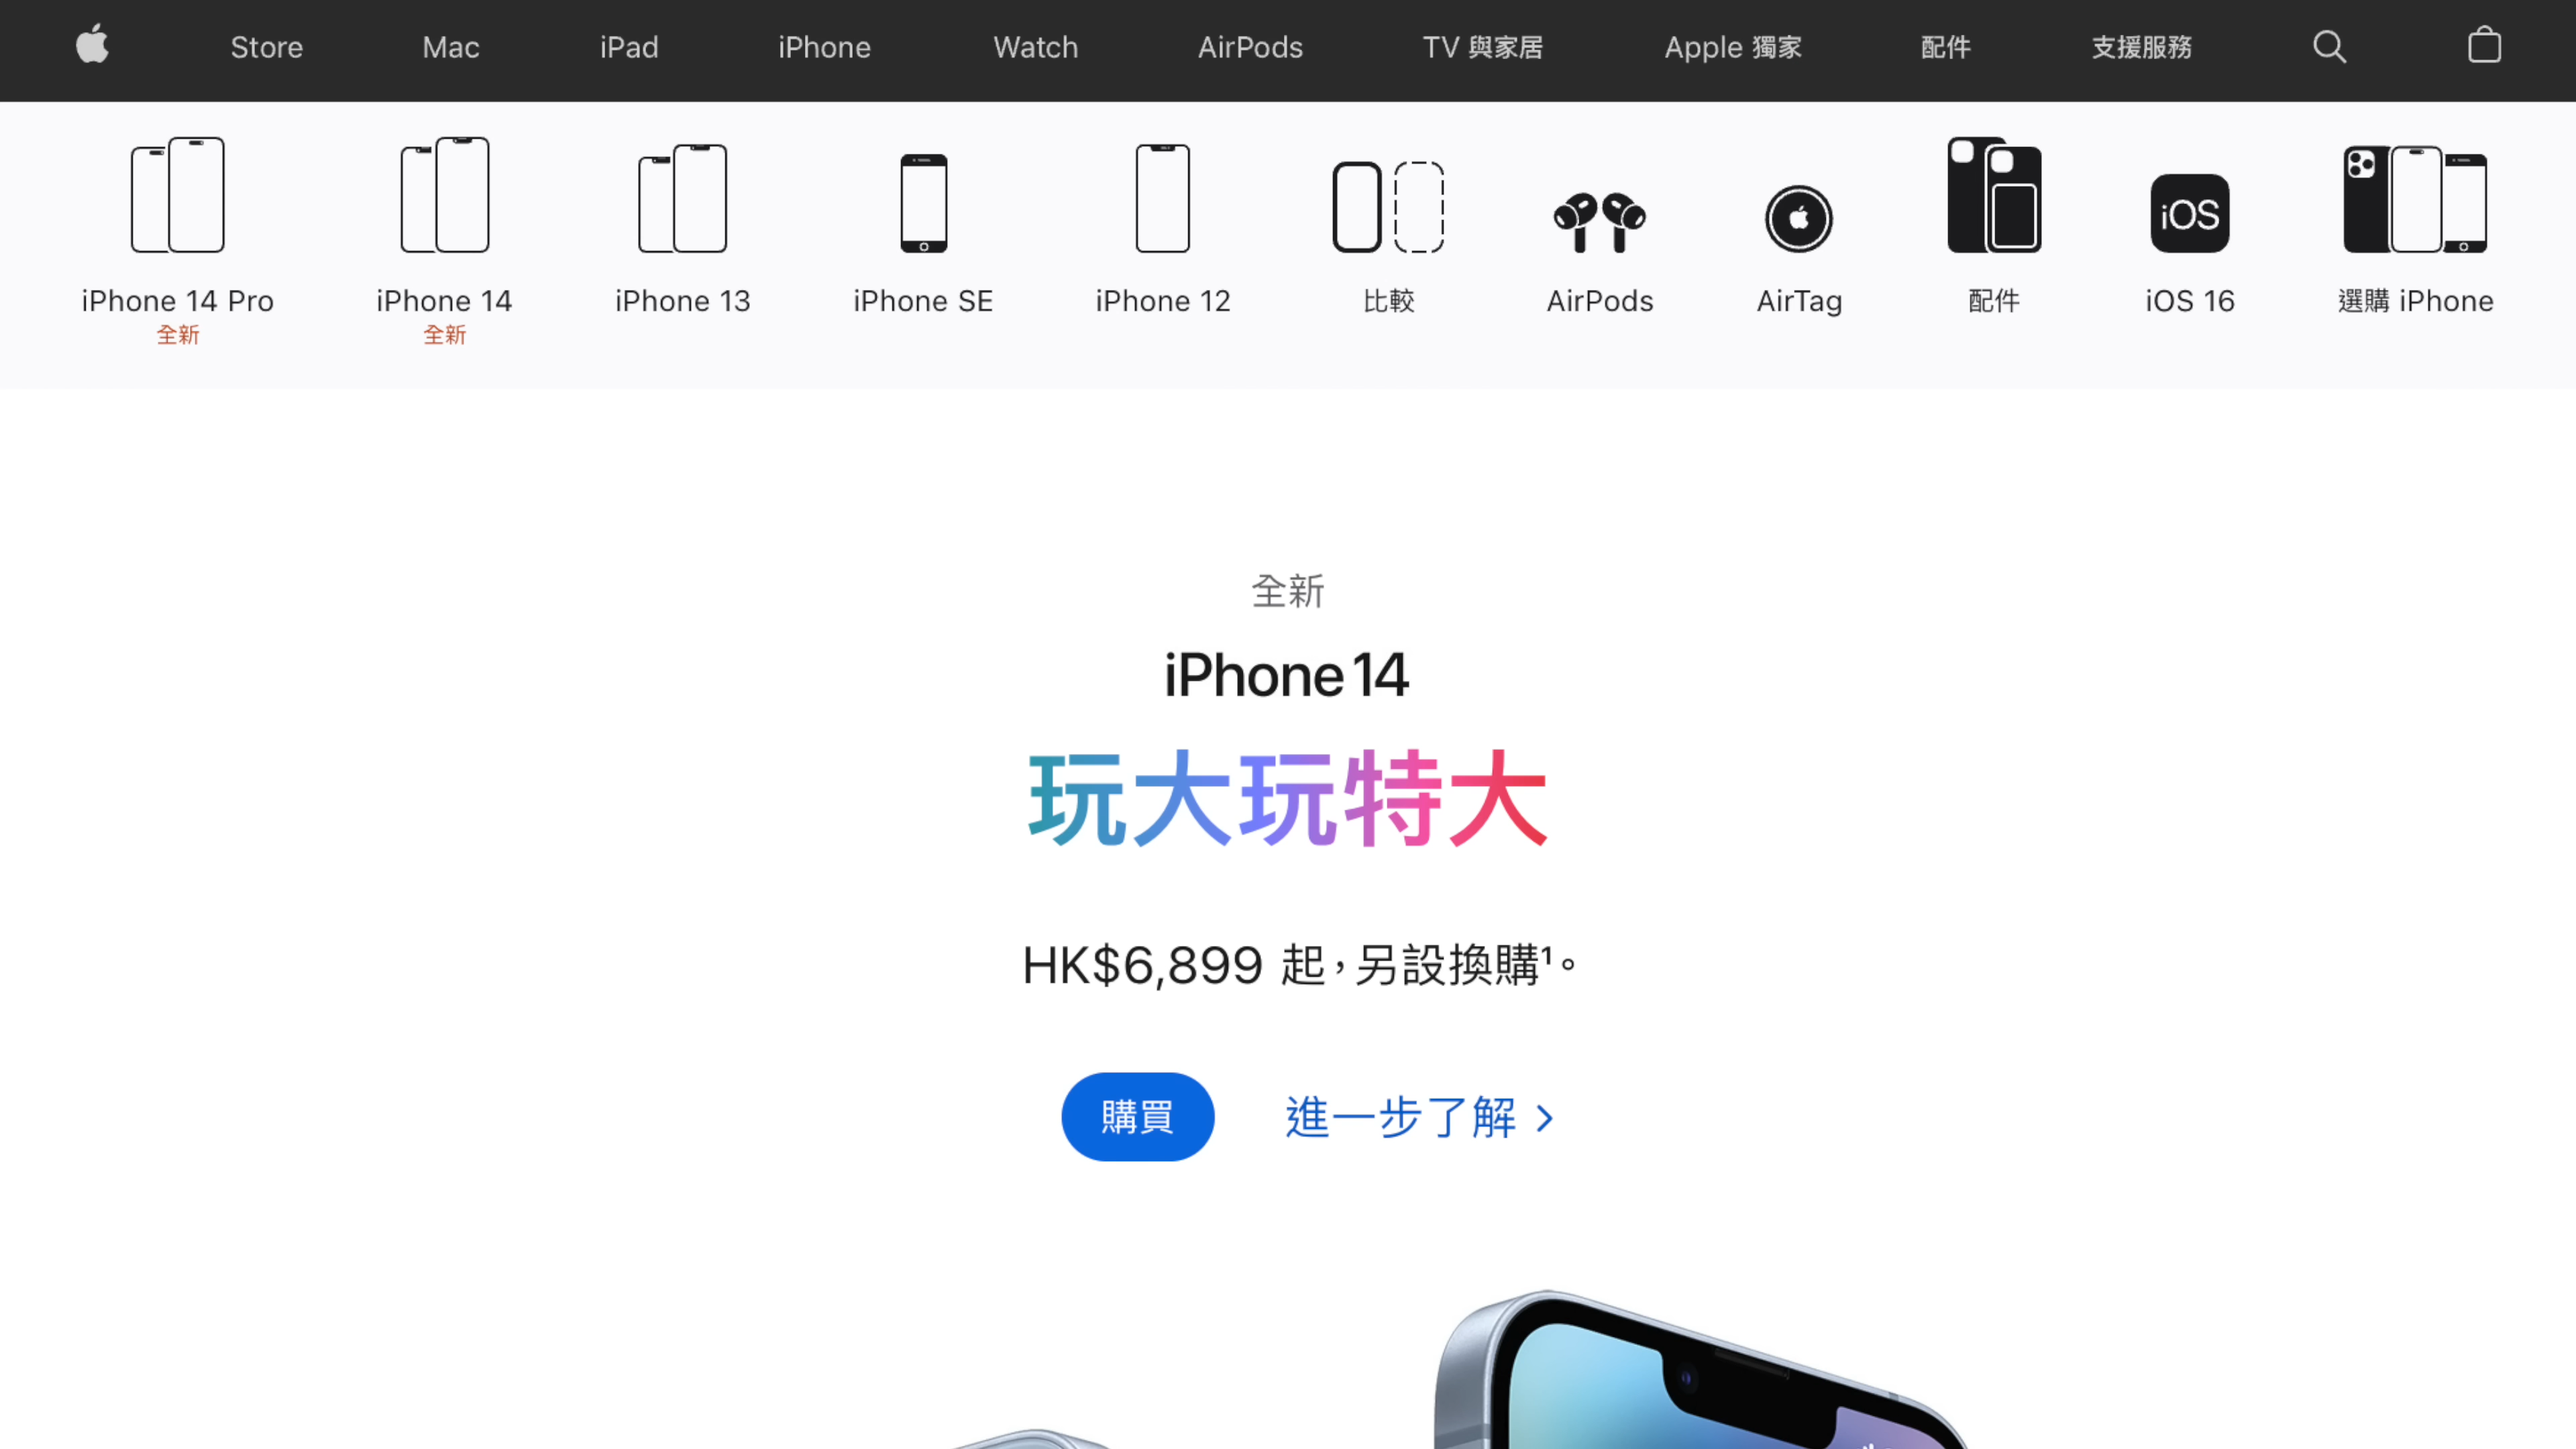 Store Mac iPad iPhone Watch AirPods TV 與家居 Apple 獨家 配件 支援服務
iOS
iPhone 14 Pro iPhone 14 iPhone 13 iPhone SE iPhone 12 比較 AirPods AirTag 配件 iOS 16 選購 iPhone
全新 全新
全新
iPhone 14
玩大玩特大
HK$6,899 起，另設換購¹。
購買 進一步了解 >